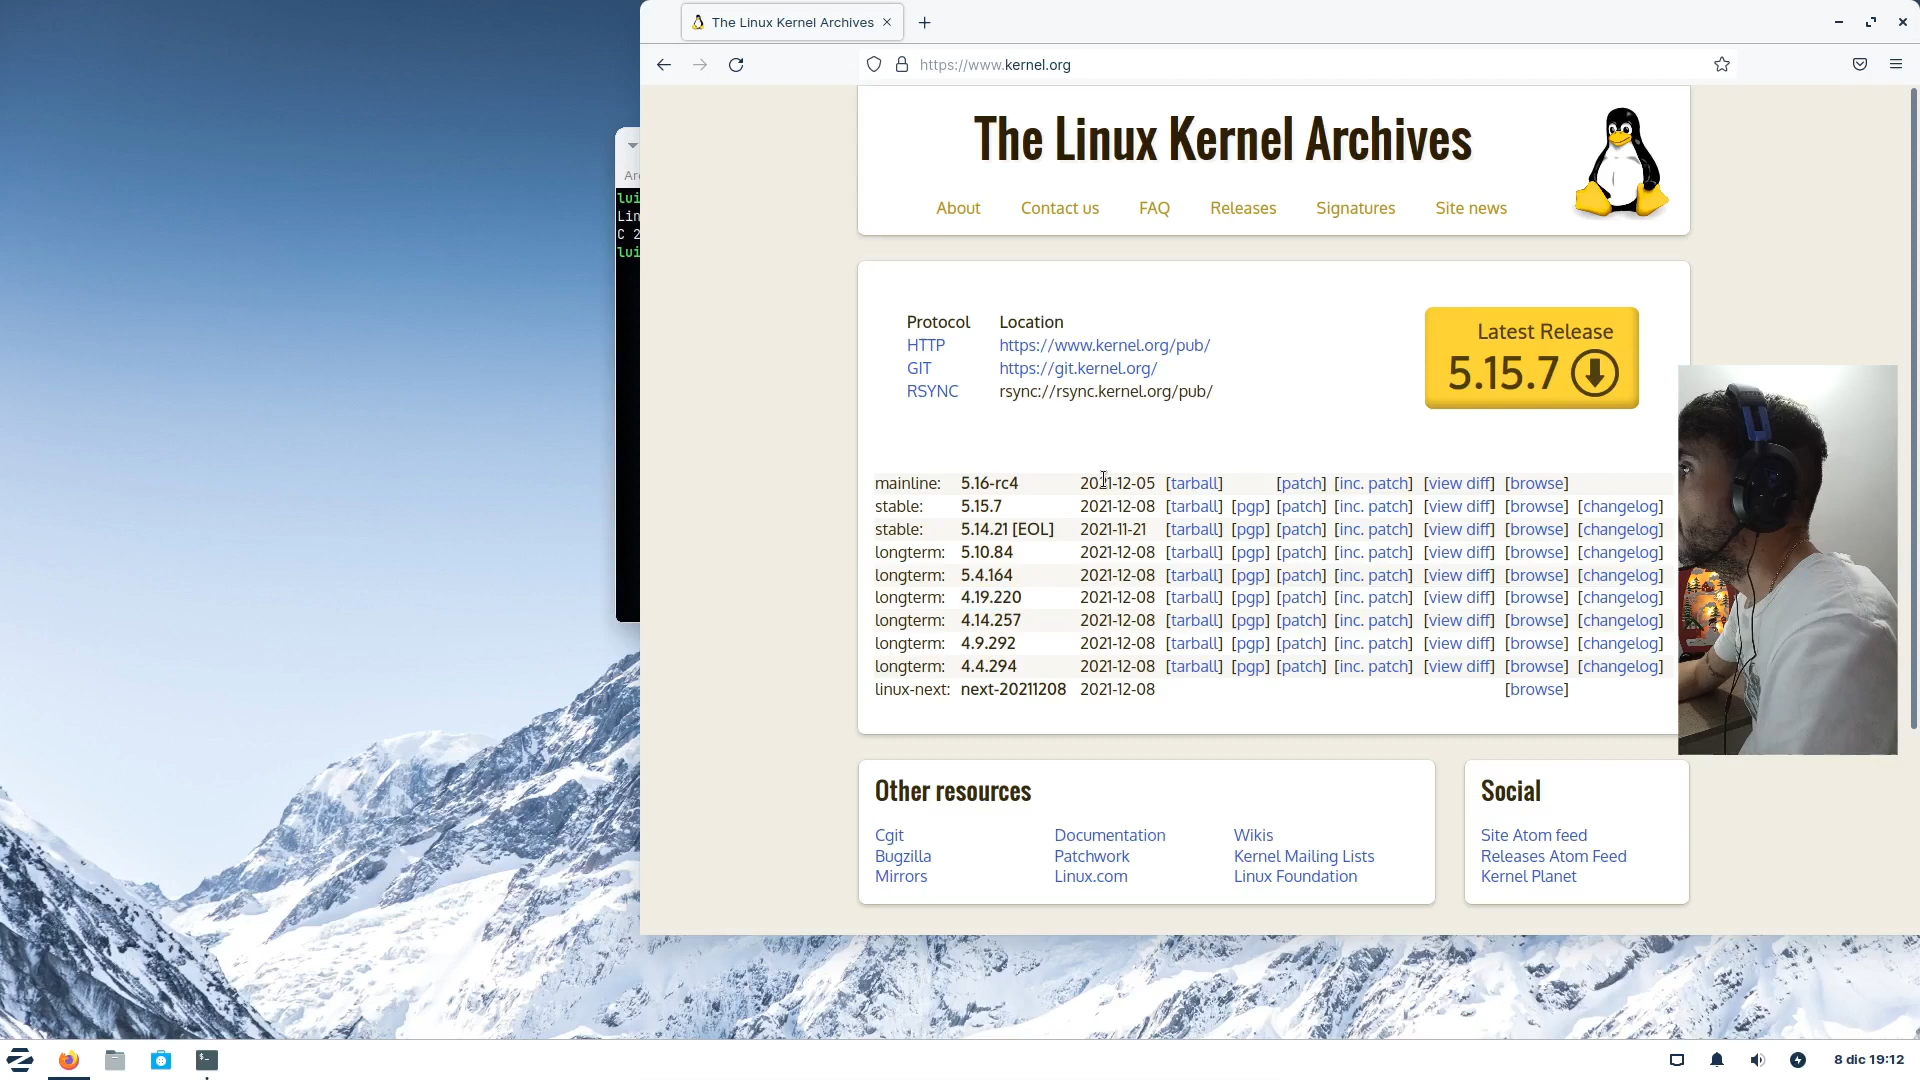 The Linux Kernel Archives
https://www.kernel.org
The Linux Kernel Archives
About Contact us FAQ Releases Signatures Site news
Protocol Location
HTTP https://www.kernel.org/pub/
GIT https://git.kernel.org/
RSYNC rsync://rsync.kernel.org/pub/
Latest Release
5.15.7
mainline: 5.16-rc4 2021-12-05 [tarball] [patch] [inc. patch] [view diff] [browse]
stable: 5.15.7 2021-12-08 [tarball] [pgp] [patch] [inc. patch] [view diff] [browse] [changelog]
stable: 5.14.21 [EOL] 2021-11-21 [tarball] [pgp] [patch] [inc. patch] [view diff] [browse] [changelog]
longterm: 5.10.84 2021-12-08 [tarball] [pgp] [patch] [inc. patch] [view diff] [browse] [changelog]
longterm: 5.4.164 2021-12-08 [tarball] [pgp] [patch] [inc. patch] [view diff] [browse] [changelog]
longterm: 4.19.220 2021-12-08 [tarball] [pgp] [patch] [inc. patch] [view diff] [browse] [changelog]
longterm: 4.14.257 2021-12-08 [tarball] [pgp] [patch] [inc. patch] [view diff] [browse] [changelog]
longterm: 4.9.292 2021-12-08 [tarball] [pgp] [patch] [inc. patch] [view diff] [browse] [changelog]
longterm: 4.4.294 2021-12-08 [tarball] [pgp] [patch] [inc. patch] [view diff] [browse] [changelog]
linux-next: next-20211208 2021-12-08 [browse]
Other resources
Cgit Documentation Wikis
Bugzilla Patchwork Kernel Mailing Lists
Mirrors Linux.com Linux Foundation
Social
Site Atom feed
Releases Atom Feed
Kernel Planet
8 dic 19:12